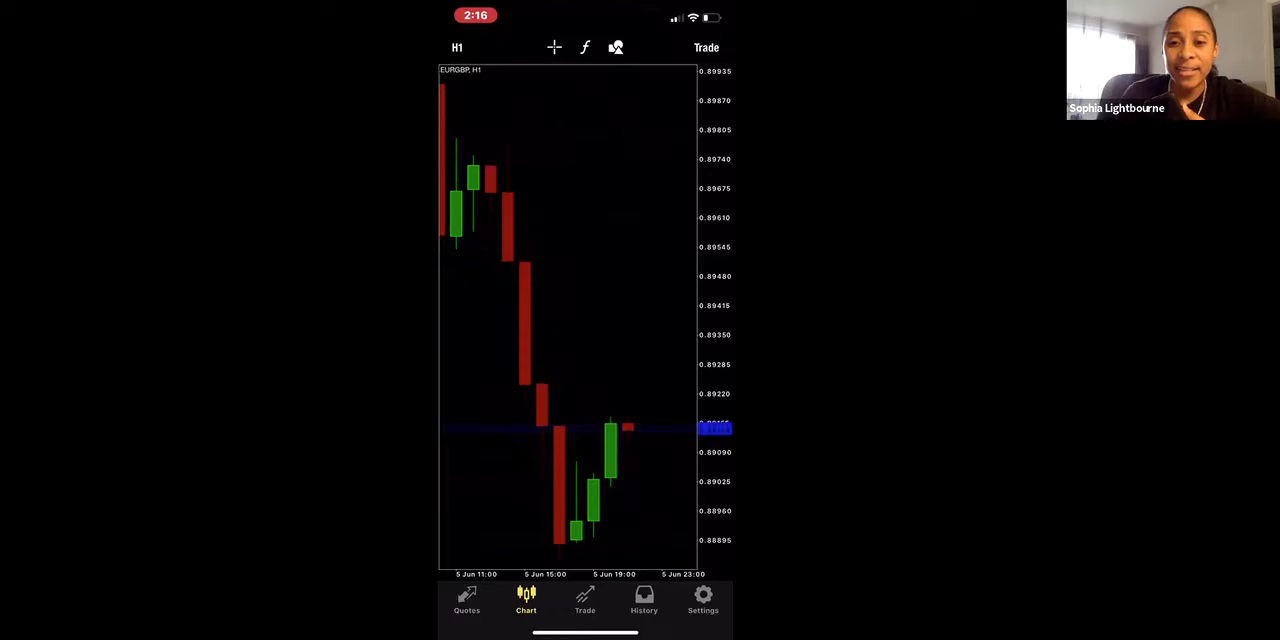 2:16
H1
Trade
Sophia Lightbourne
EURGBP, H1
0.89935
0.89870
0.89805
0.89740
0.89675
0.89610
0.89545
0.89480
0.89415
0.89350
0.89285
0.89220
0.89090
0.89025
0.88960
0.88895
5 Jun 11:00
5 Jun 15:00
5 Jun 19:00
5 Jun 23:00
Quotes
Chart
Trade
History
Settings